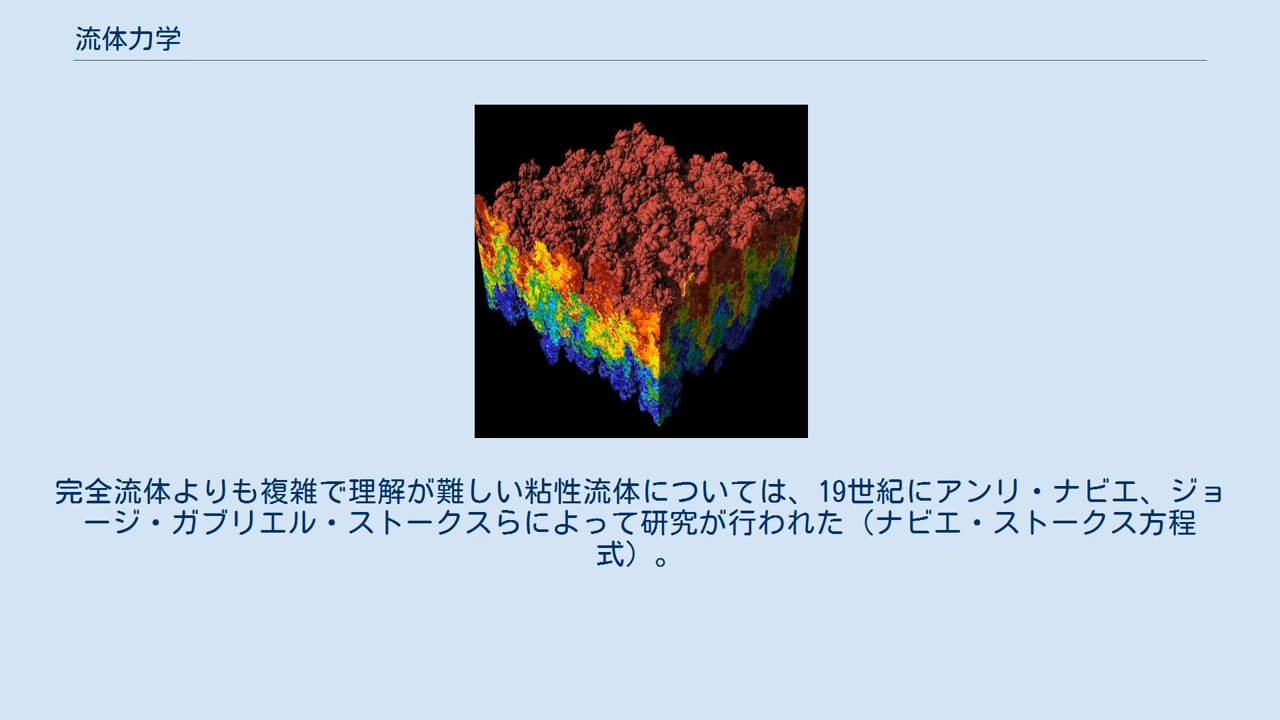 流体力学
完全流体よりも複雑で理解が難しい粘性流体については、19世紀にアンリ・ナビエ、ジョ
ージ・ガブリエル・ストークスらによって研究が行われた（ナビエ・ストークス方程
式）。